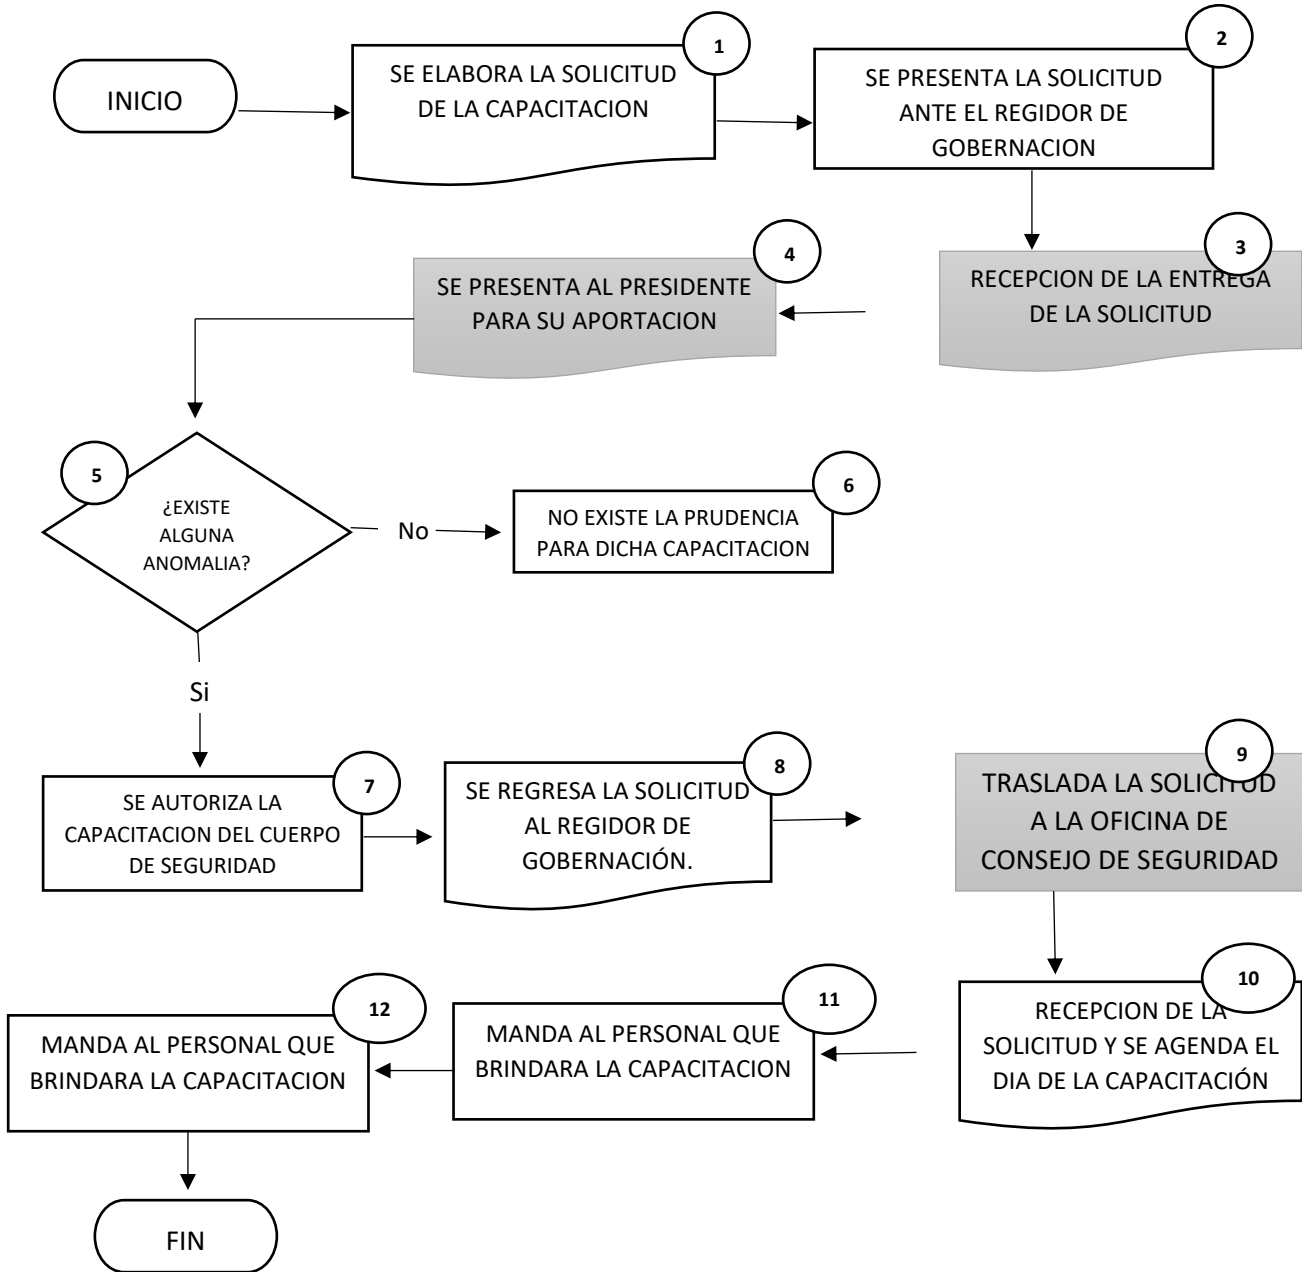 INICIO
1
SE ELABORA LA SOLICITUD
DE LA CAPACITACION
2
SE PRESENTA LA SOLICITUD
ANTE EL REGIDOR DE
GOBERNACION
3
RECEPCION DE LA ENTREGA
DE LA SOLICITUD
4
SE PRESENTA AL PRESIDENTE
PARA SU APORTACION
5
¿EXISTE
ALGUNA
ANOMALIA?
No
6
NO EXISTE LA PRUDENCIA
PARA DICHA CAPACITACION
Si
7
SE AUTORIZA LA
CAPACITACION DEL CUERPO
DE SEGURIDAD
8
SE REGRESA LA SOLICITUD
AL REGIDOR DE
GOBERNACIÓN.
9
TRASLADA LA SOLICITUD
A LA OFICINA DE
CONSEJO DE SEGURIDAD
10
RECEPCION DE LA
SOLICITUD Y SE AGENDA EL
DIA DE LA CAPACITACIÓN
11
MANDA AL PERSONAL QUE
BRINDARA LA CAPACITACION
12
MANDA AL PERSONAL QUE
BRINDARA LA CAPACITACION
FIN